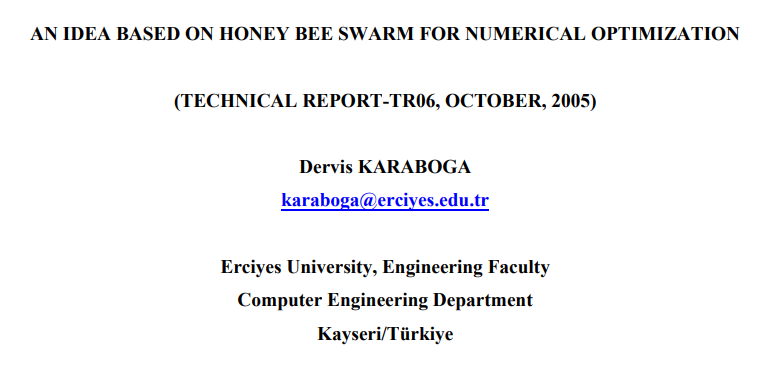 AN IDEA BASED ON HONEY BEE SWARM FOR NUMERICAL OPTIMIZATION
(TECHNICAL REPORT-TR06, OCTOBER, 2005)
Dervis KARABOGA
karaboga@erciyes.edu.tr
Erciyes University, Engineering Faculty
Computer Engineering Department
Kayseri/Türkiye